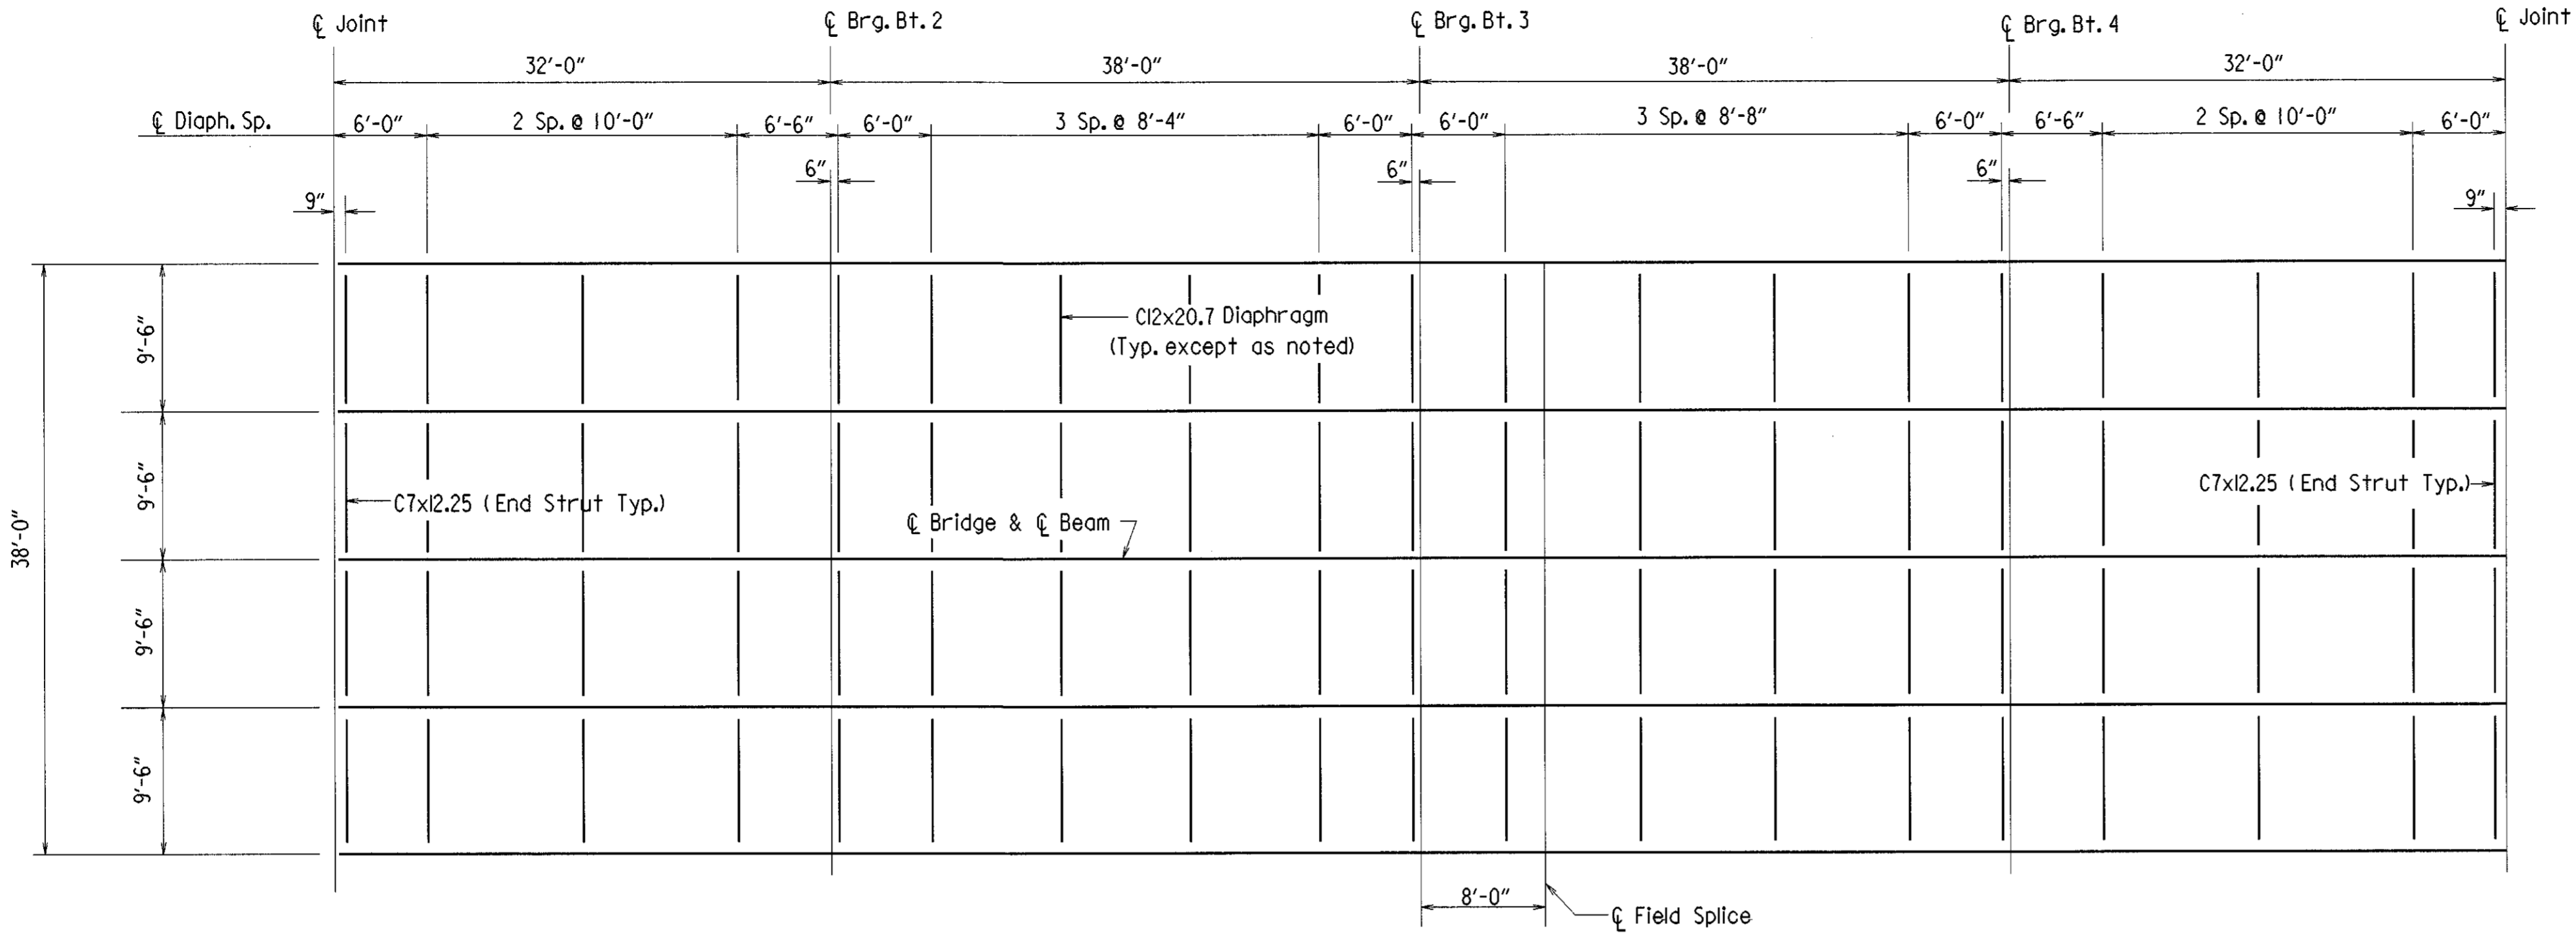 ℄ Joint
℄ Brg. Bt. 2
℄ Brg. Bt. 3
℄ Brg. Bt. 4
℄ Joint
32'-0"
38'-0"
38'-0"
32'-0"
℄ Diaph. Sp.
6'-0"
2 Sp. @ 10'-0"
6'-6"
6'-0"
3 Sp. @ 8'-4"
6'-0"
6'-0"
3 Sp. @ 8'-8"
6'-0"
6'-6"
2 Sp. @ 10'-0"
6'-0"
6"
6"
6"
9"
9"
C12x20.7 Diaphragm
(Typ. except as noted)
9'-6"
9'-6"
9'-6"
9'-6"
38'-0"
C7x12.25 (End Strut Typ.)
C7x12.25 (End Strut Typ.)
℄ Bridge & ℄ Beam
8'-0"
℄ Field Splice